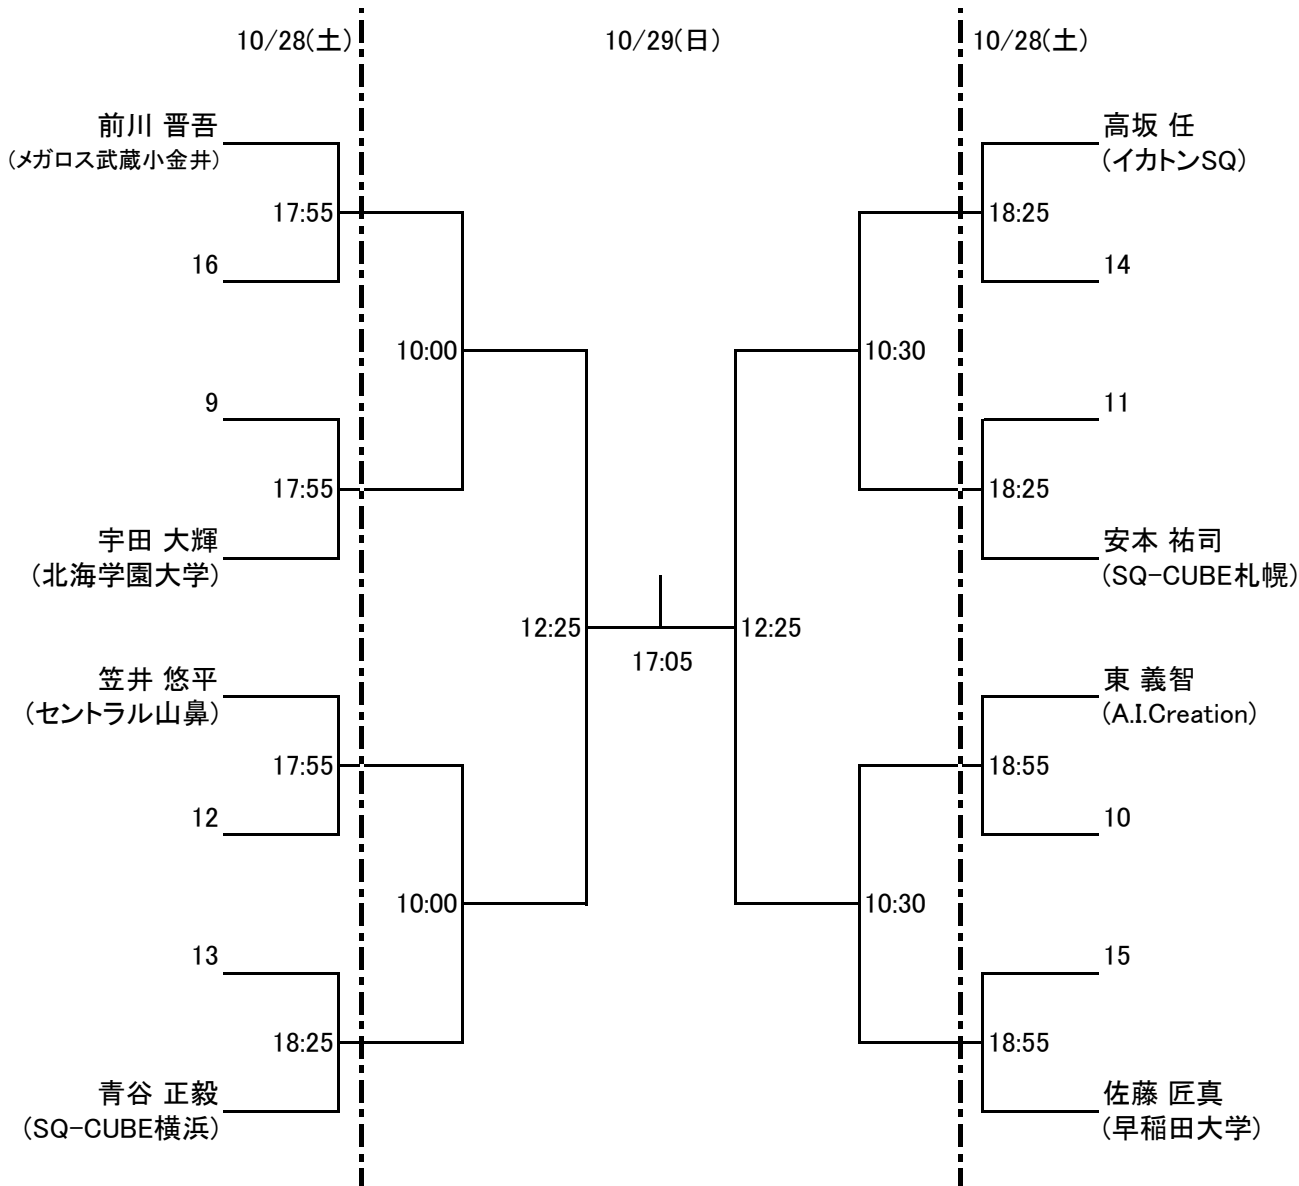 10/28(土)
10/29(日)
10/28(土)
前川 晋吾
(メガロス武蔵小金井)
17:55
16
10:00
9
17:55
宇田 大輝
(北海学園大学)
12:25
笠井 悠平
(セントラル山鼻)
17:55
12
10:00
13
18:25
青谷 正毅
(SQ-CUBE横浜)
17:05
高坂 任
(イカトンSQ)
18:25
14
10:30
11
18:25
安本 祐司
(SQ-CUBE札幌)
12:25
東 義智
(A.I.Creation)
18:55
10
10:30
15
18:55
佐藤 匠真
(早稲田大学)